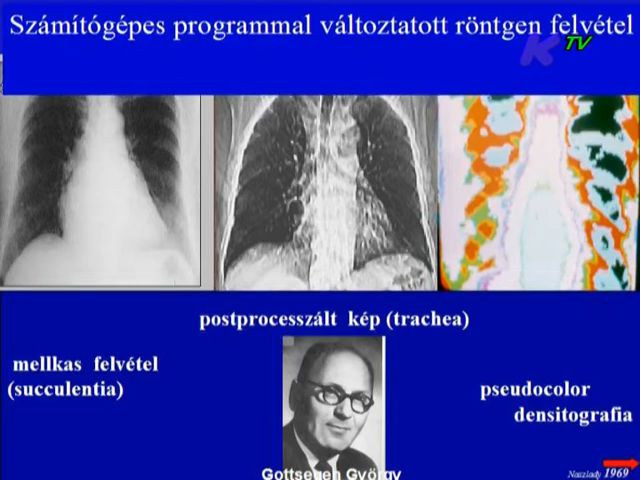 Számítógépes programmal változtatott röntgen felvétel
K TV
postprocesszált kép (trachea)
mellkas felvétel
(succulentia)
pseudocolor
densitografia
Gottsegen György
Naszlady 1969